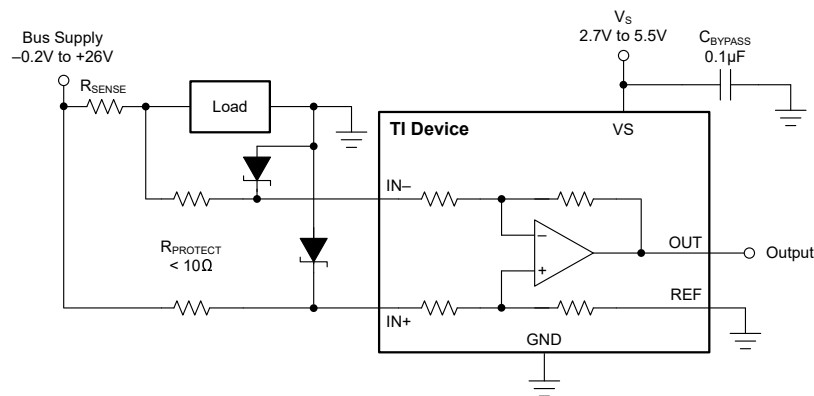 Bus Supply
–0.2V to +26V
RSENSE
Load
VS
2.7V to 5.5V
CBYPASS
0.1µF
TI Device
VS
IN–
RPROTECT
< 10Ω
–
+
OUT
Output
REF
IN+
GND